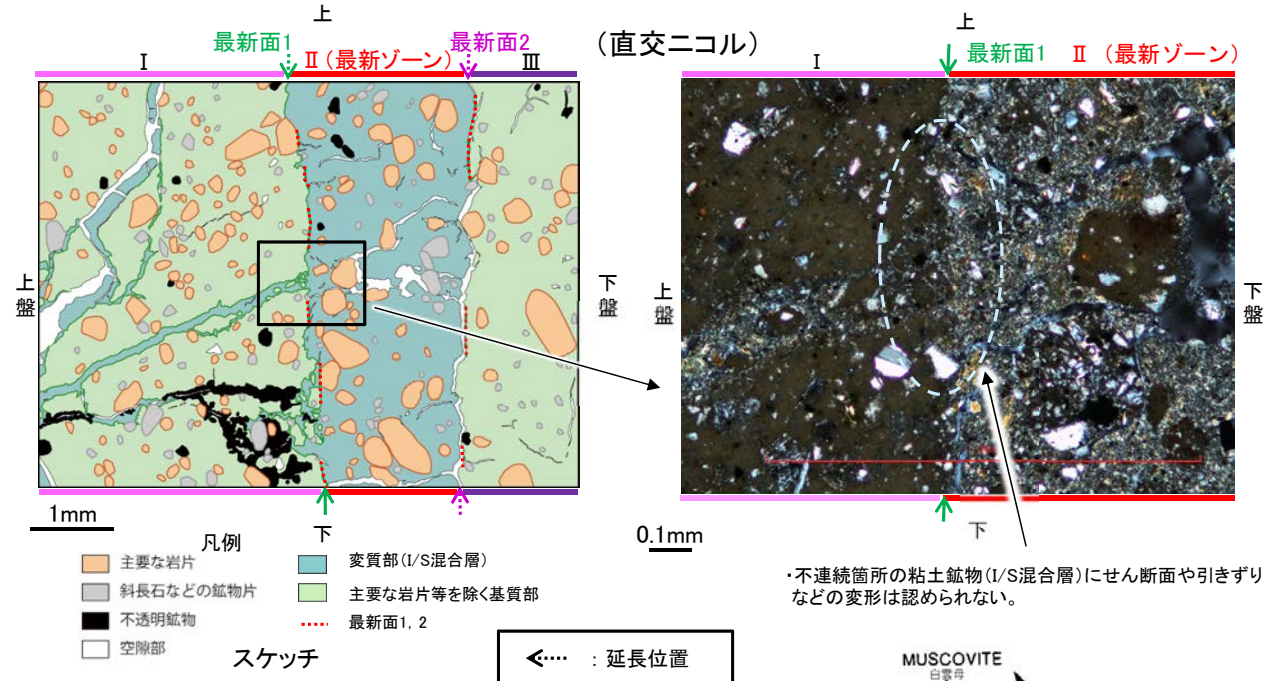 上
最新面1
最新面2
(直交ニコル)
上
最新面1
Ⅱ (最新ゾーン)
Ⅰ
Ⅱ(最新ゾーン)
Ⅲ
Ⅰ
上盤
下盤
上盤
下盤
1mm
下
0.1mm
下
凡例
主要な岩片
斜長石などの鉱物片
不透明鉱物
空隙部
変質部(I/S混合層)
主要な岩片等を除く基質部
最新面1, 2
スケッチ
: 延長位置
・不連続箇所の粘土鉱物(I/S混合層)にせん断面や引きずり
などの変形は認められない。
MUSCOVITE
白雲母